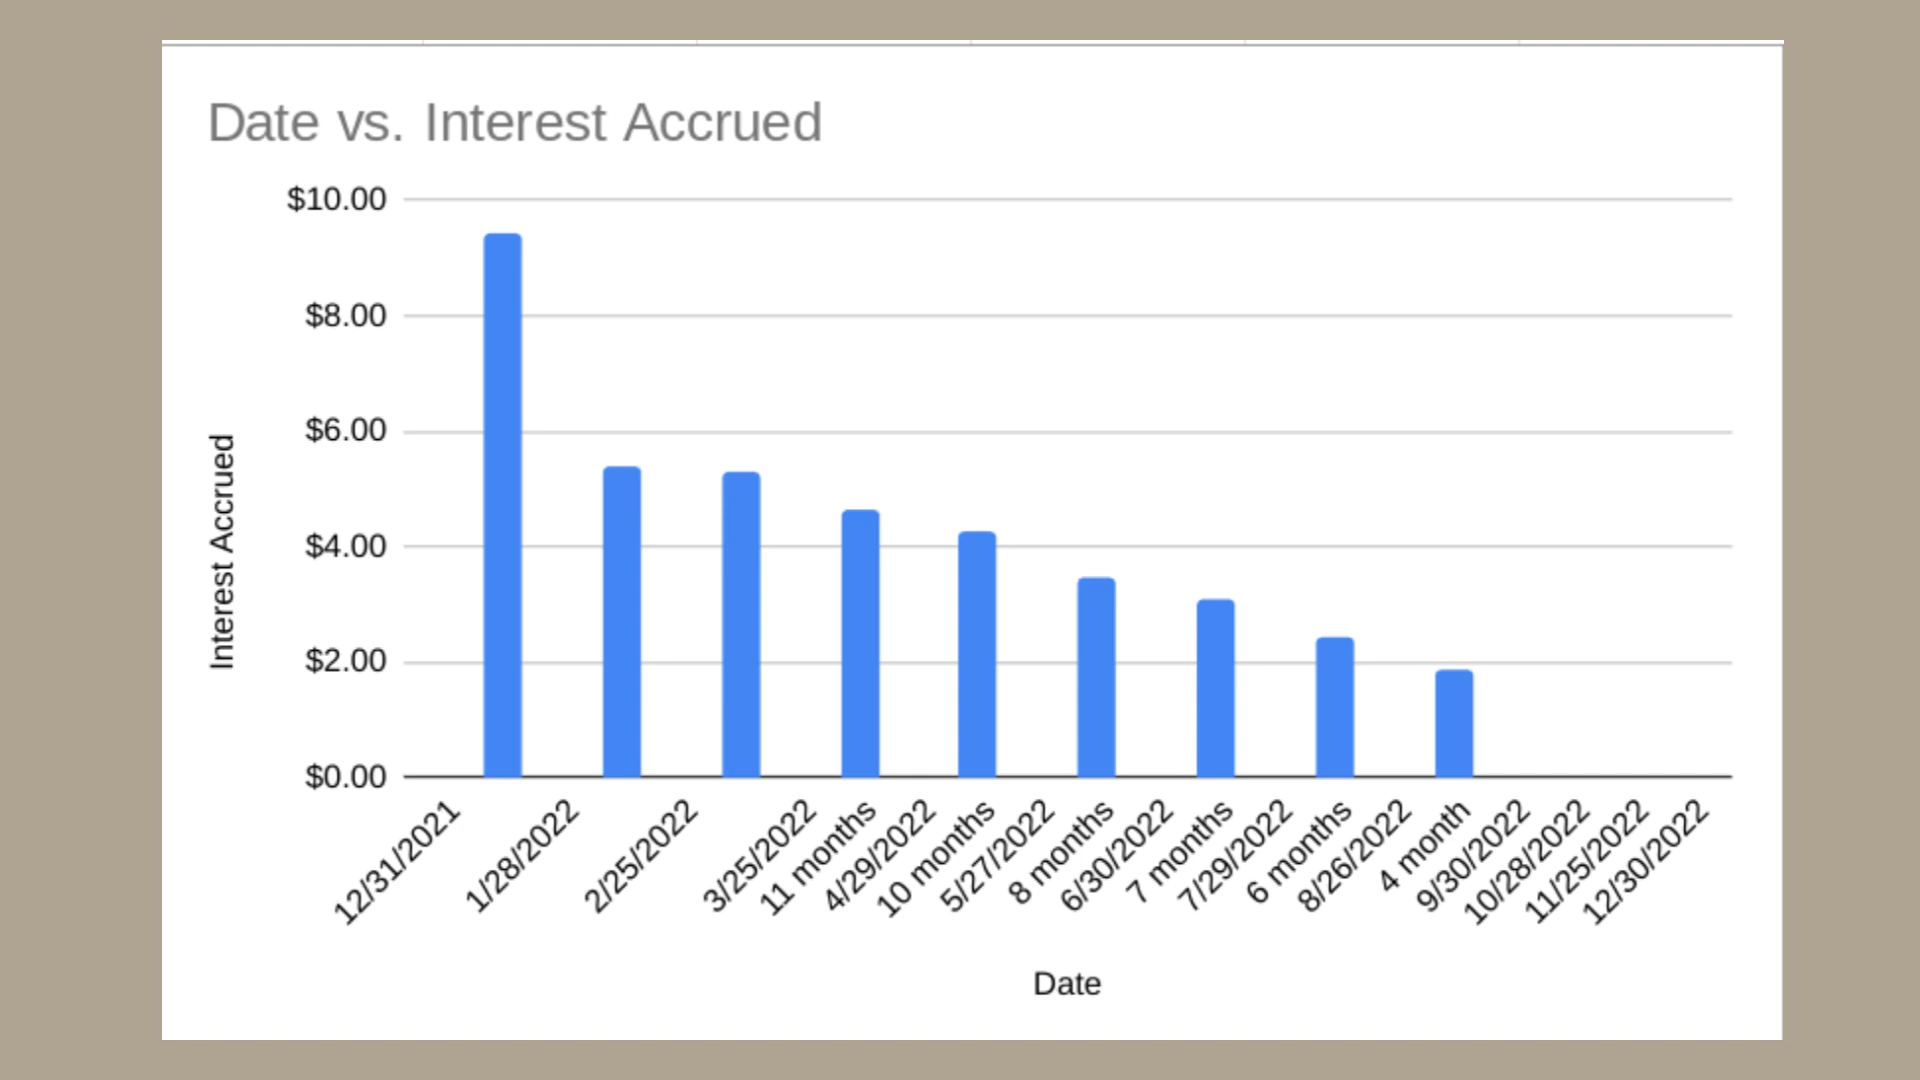 Date vs. Interest Accrued
$10.00
$8.00
$6.00
$4.00
$2.00
$0.00
Interest Accrued
12/31/2021
1/28/2022
2/25/2022
3/25/2022
11 months
4/29/2022
10 months
5/27/2022
8 months
6/30/2022
7 months
7/29/2022
6 months
8/26/2022
4 month
9/30/2022
10/28/2022
11/25/2022
12/30/2022
Date